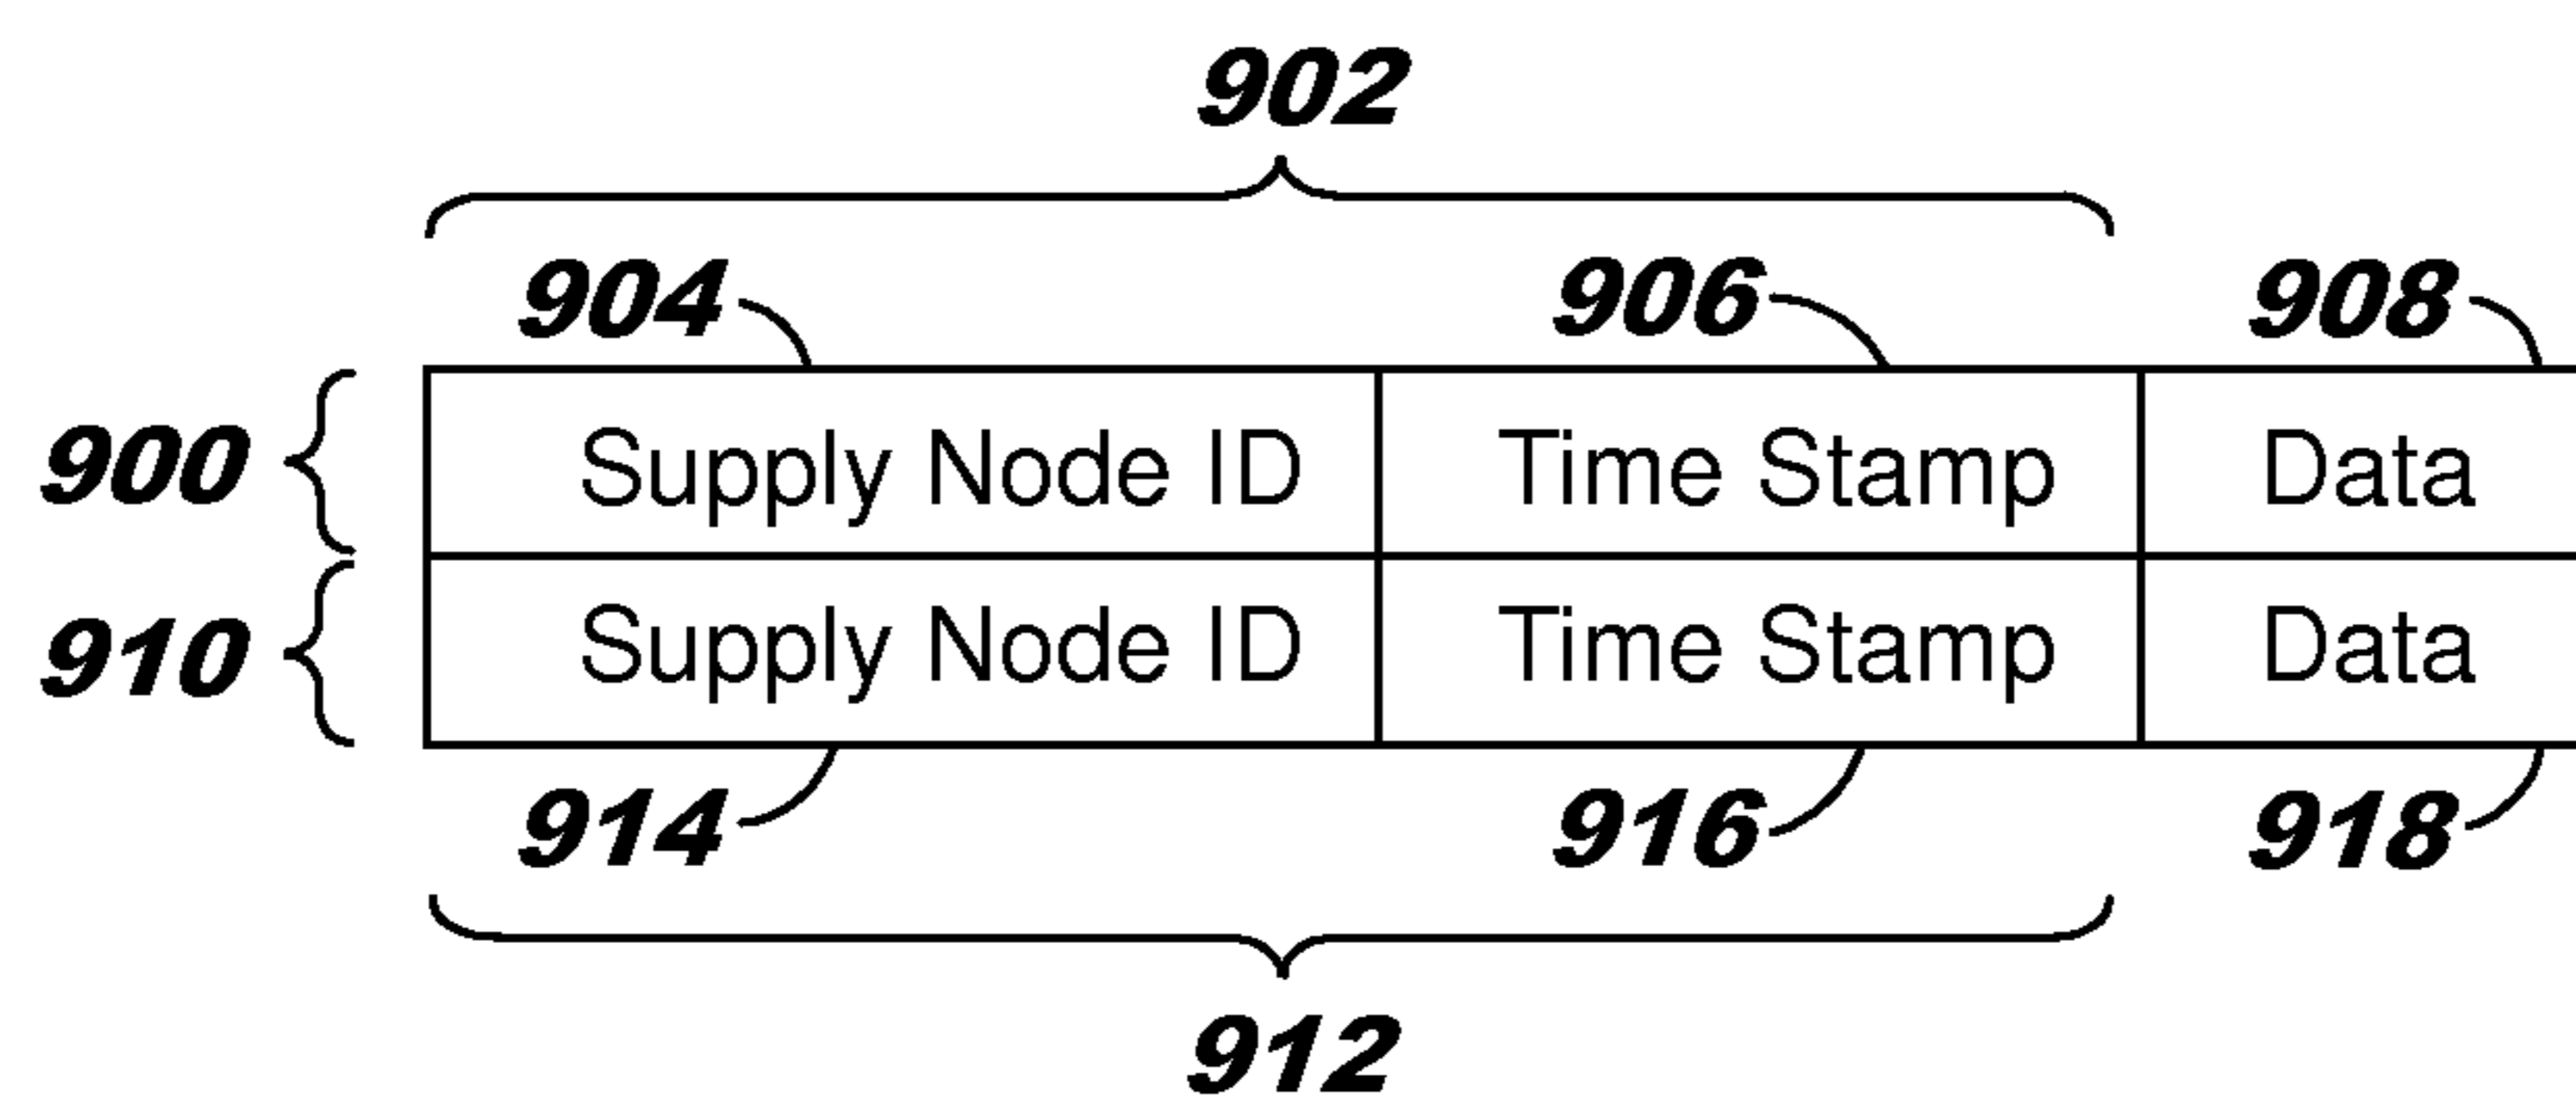 902
904 906 908
900 Supply Node ID Time Stamp Data
910 Supply Node ID Time Stamp Data
914 916 918
912